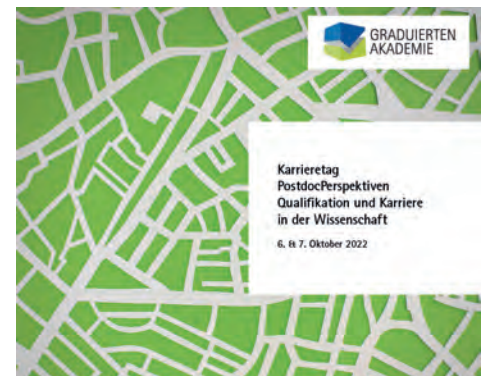 GRADUIERTEN
AKADEMIE
Karrieretag
PostdocPerspektiven
Qualifikation und Karriere
in der Wissenschaft
6. & 7. Oktober 2022